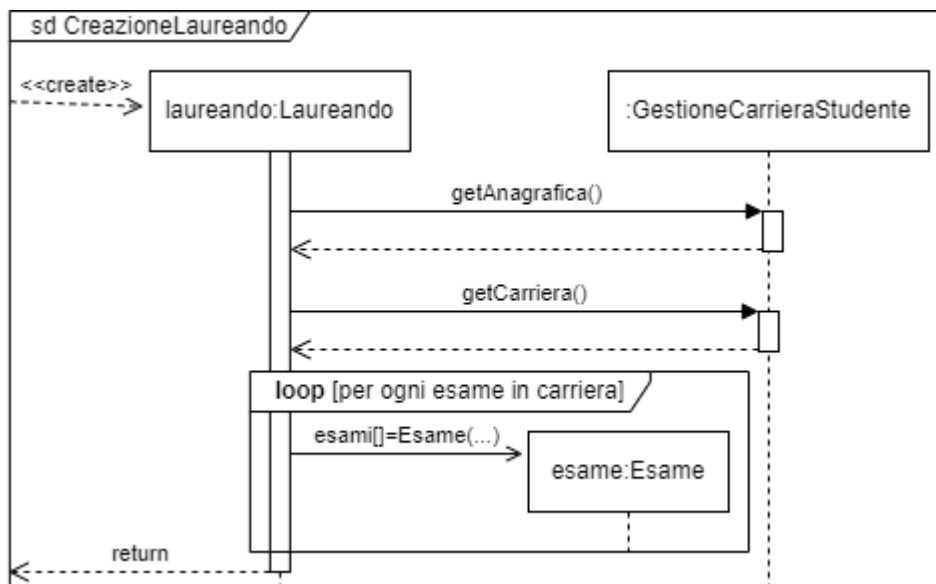 sd CreazioneLaureando
<<create>>
laureando:Laureando
:GestioneCarrieraStudente
getAnagrafica()
getCarriera()
loop [per ogni esame in carriera]
esami[]=Esame(...)
esame:Esame
return